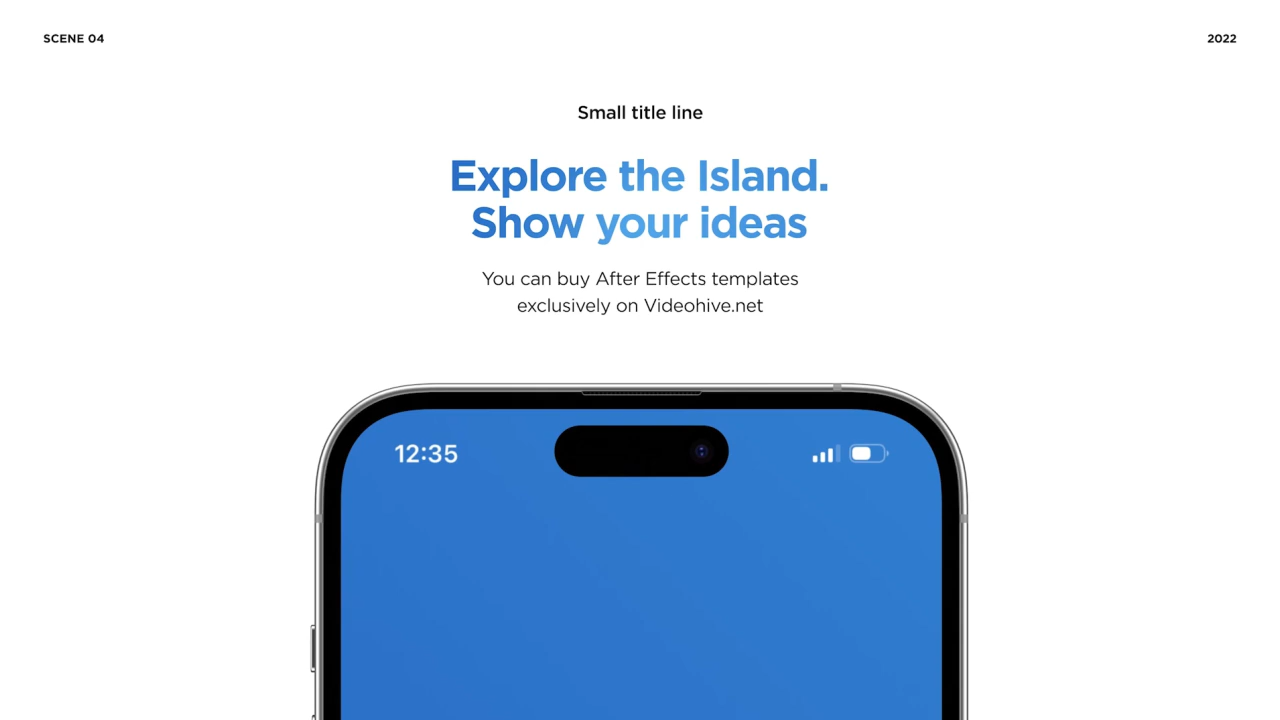 SCENE 04
2022
Small title line
Explore the Island.
Show your ideas
You can buy After Effects templates
exclusively on Videohive.net
12:35